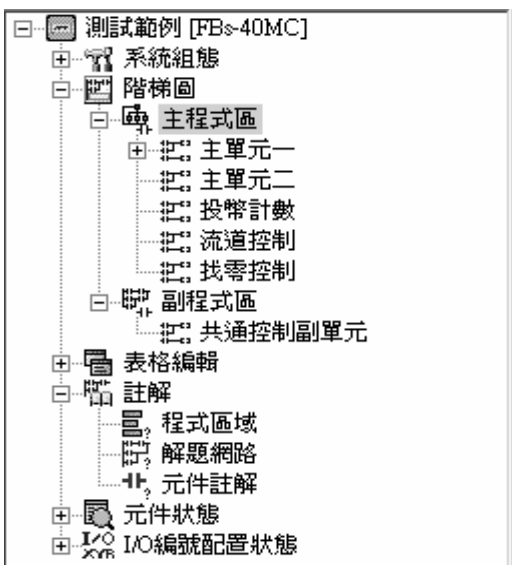 測試範例 [FBs-40MC]
系統組態
階梯圖
主程式區
主單元一
主單元二
投幣計數
流道控制
找零控制
副程式區
共通控制副單元
表格編輯
註解
程式區域
解題網路
元件註解
元件狀態
I/O編號配置狀態